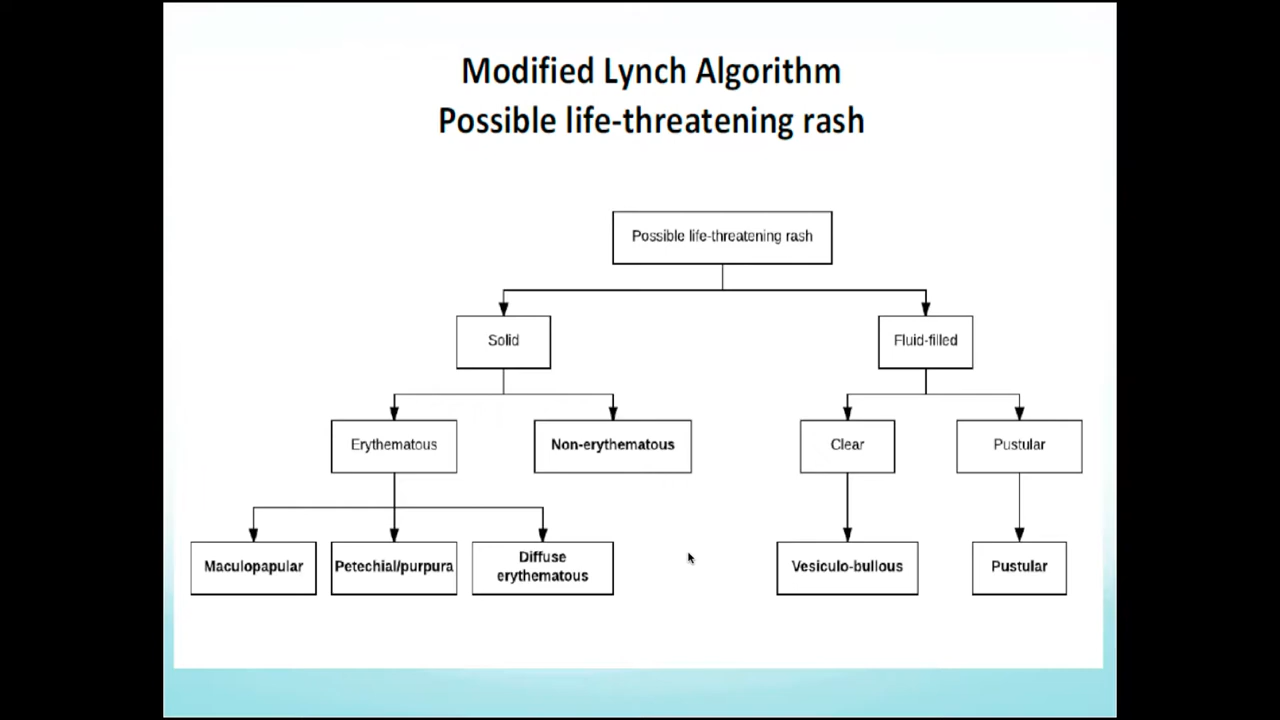 Modified Lynch Algorithm
Possible life-threatening rash
Possible life-threatening rash
Solid
Fluid-filled
Erythematous
Non-erythematous
Clear
Pustular
Maculopapular
Petechial/purpura
Diffuse
erythematous
Vesiculo-bullous
Pustular